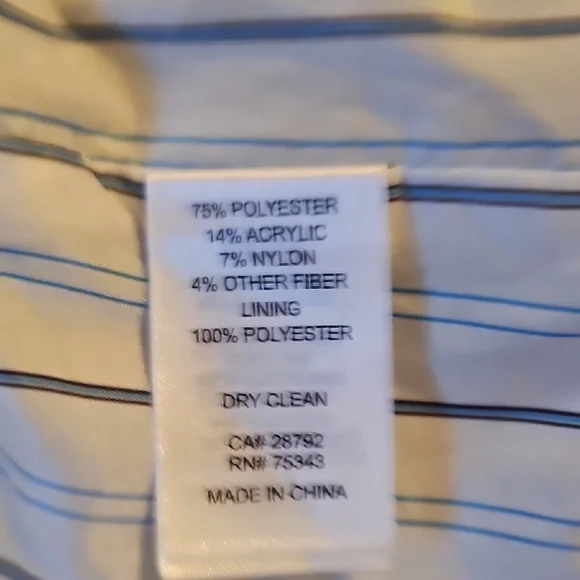 75% POLYESTER
14% ACRYLIC
7% NYLON
4% OTHER FIBER
LINING
100% POLYESTER
DRY CLEAN
CA# 28792
RN# 75343
MADE IN CHINA